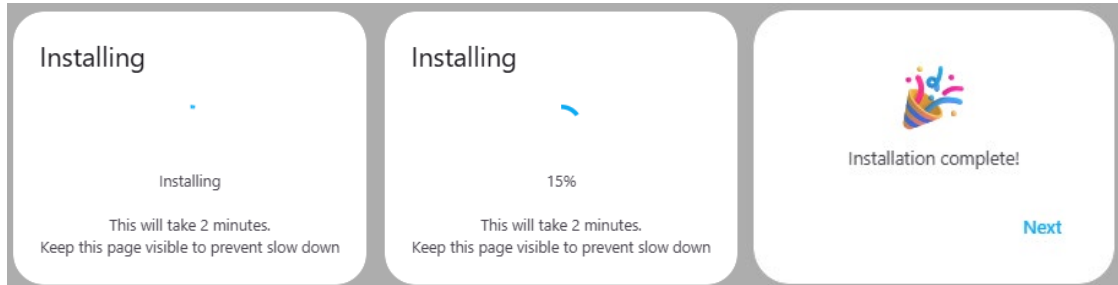 Installing
Installing
This will take 2 minutes.
Keep this page visible to prevent slow down
Installing
15%
This will take 2 minutes.
Keep this page visible to prevent slow down
Installation complete!
Next